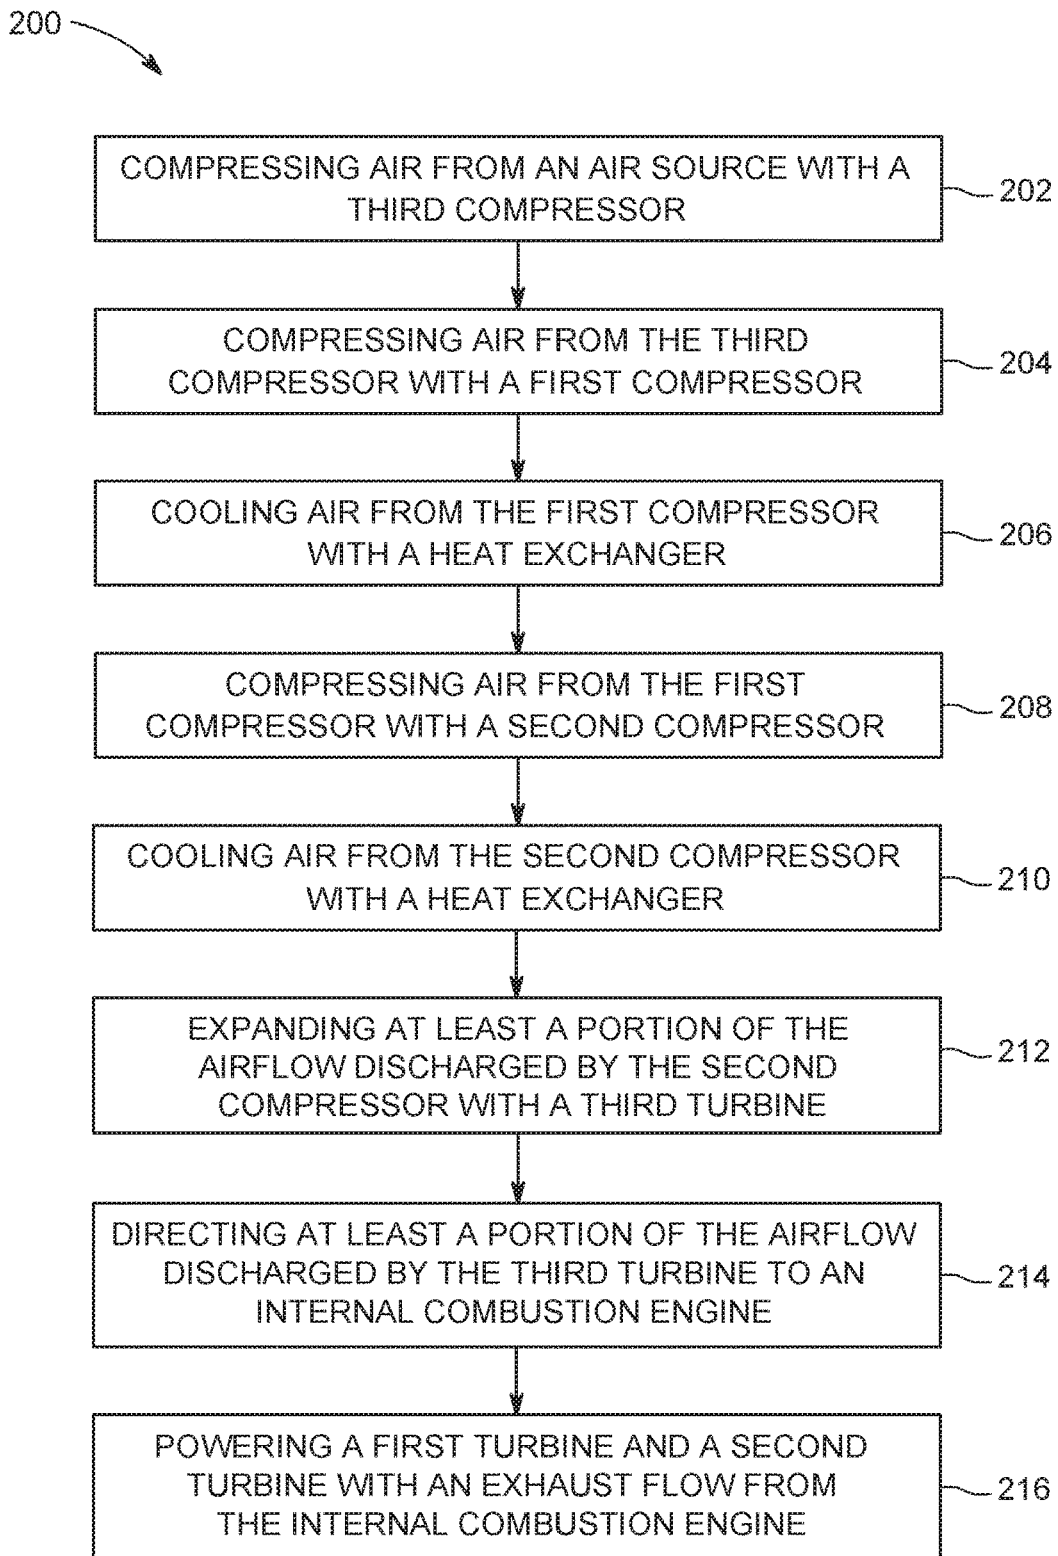 200
COMPRESSING AIR FROM AN AIR SOURCE WITH A
THIRD COMPRESSOR
202
COMPRESSING AIR FROM THE THIRD
COMPRESSOR WITH A FIRST COMPRESSOR
204
COOLING AIR FROM THE FIRST COMPRESSOR
WITH A HEAT EXCHANGER
206
COMPRESSING AIR FROM THE FIRST
COMPRESSOR WITH A SECOND COMPRESSOR
208
COOLING AIR FROM THE SECOND COMPRESSOR
WITH A HEAT EXCHANGER
210
EXPANDING AT LEAST A PORTION OF THE
AIRFLOW DISCHARGED BY THE SECOND
COMPRESSOR WITH A THIRD TURBINE
212
DIRECTING AT LEAST A PORTION OF THE AIRFLOW
DISCHARGED BY THE THIRD TURBINE TO AN
INTERNAL COMBUSTION ENGINE
214
POWERING A FIRST TURBINE AND A SECOND
TURBINE WITH AN EXHAUST FLOW FROM
THE INTERNAL COMBUSTION ENGINE
216